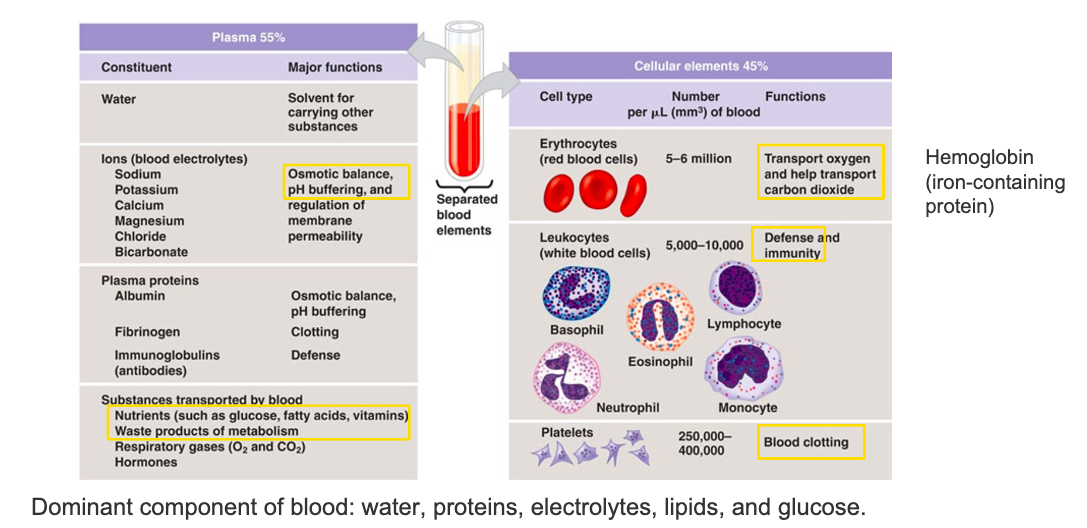 Plasma 55%
Constituent Major functions
Water Solvent for
carrying other
substances
Ions (blood electrolytes)
Sodium Osmotic balance,
Potassium pH buffering, and
Calcium regulation of
Magnesium membrane
Chloride permeability
Bicarbonate
Plasma proteins
Albumin Osmotic balance,
pH buffering
Fibrinogen Clotting
Immunoglobulins Defense
(antibodies)
Substances transported by blood
Nutrients (such as glucose, fatty acids, vitamins)
Waste products of metabolism
Respiratory gases (O₂ and CO₂)
Hormones
Separated
blood
elements
Cellular elements 45%
Cell type Number Functions
per µL (mm³) of blood
Erythrocytes
(red blood cells) 5–6 million Transport oxygen
and help transport
carbon dioxide
Leukocytes 5,000–10,000 Defense and
(white blood cells) immunity
Basophil
Eosinophil
Lymphocyte
Neutrophil
Monocyte
Platelets 250,000– Blood clotting
400,000
Hemoglobin
(iron-containing
protein)
Dominant component of blood: water, proteins, electrolytes, lipids, and glucose.